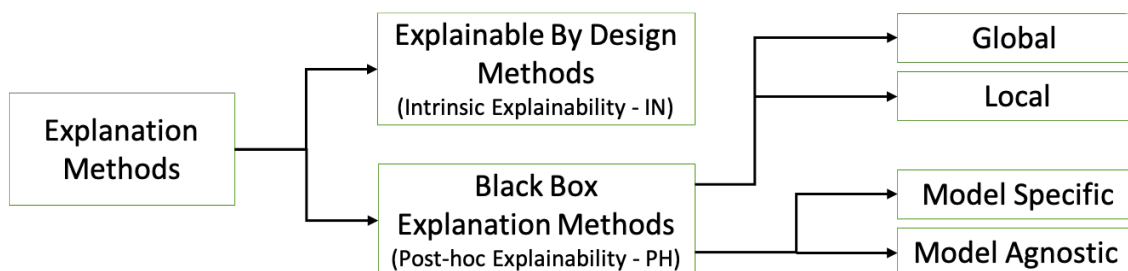 Explanation
Methods
Explainable By Design
Methods
(Intrinsic Explainability - IN)
Black Box
Explanation Methods
(Post-hoc Explainability - PH)
Global
Local
Model Specific
Model Agnostic